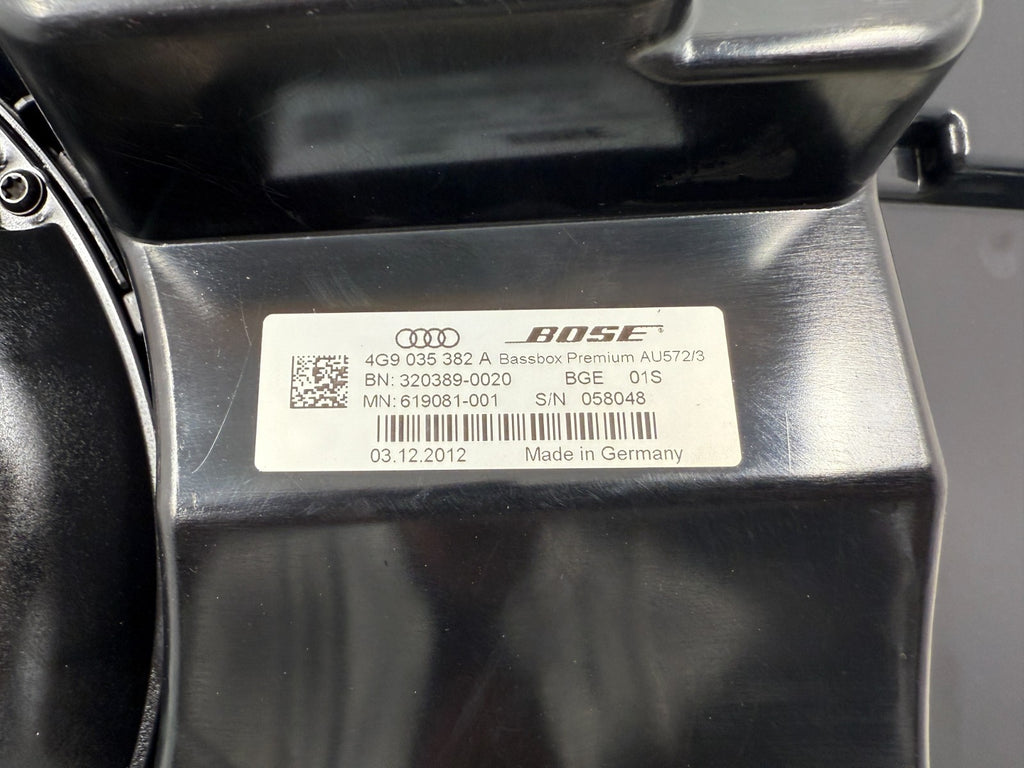 BOSE
4G9 035 382 A Bassbox Premium AU572/3
BN: 320389-0020 BGE 01S
MN: 619081-001 S/N 058048
03.12.2012 Made in Germany